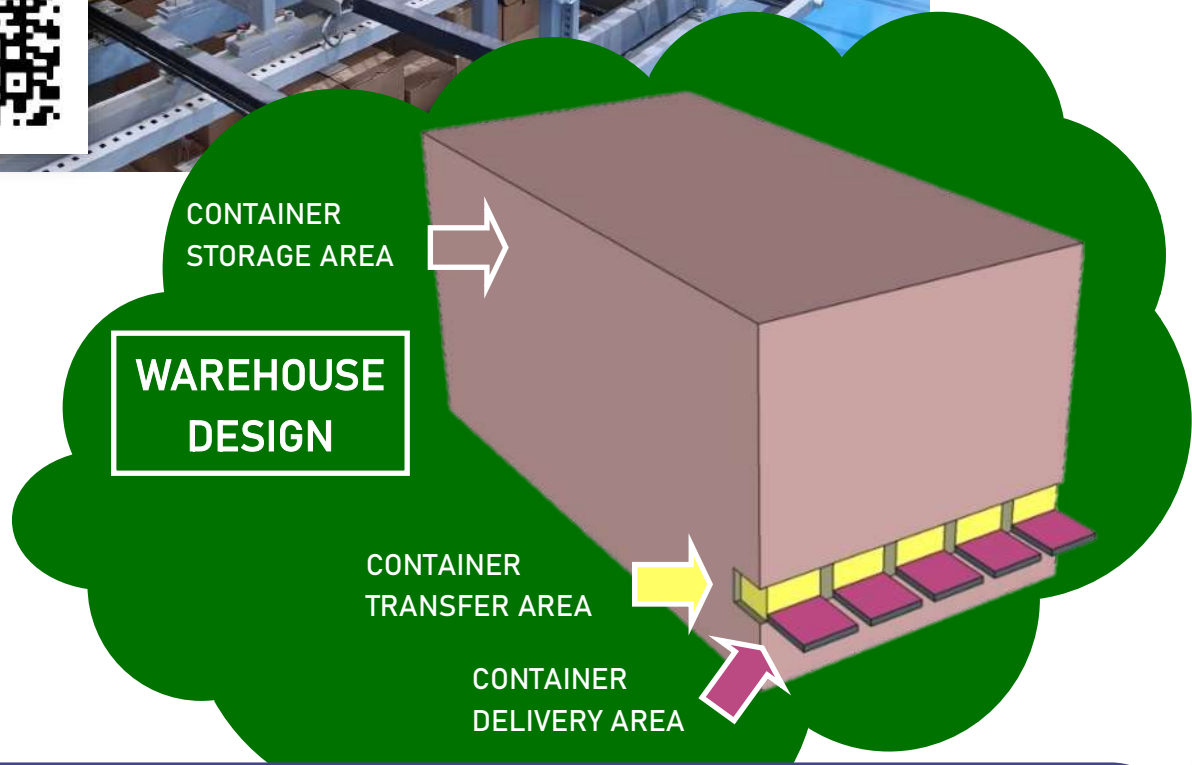 CONTAINER
STORAGE AREA
WAREHOUSE
DESIGN
CONTAINER
TRANSFER AREA
CONTAINER
DELIVERY AREA